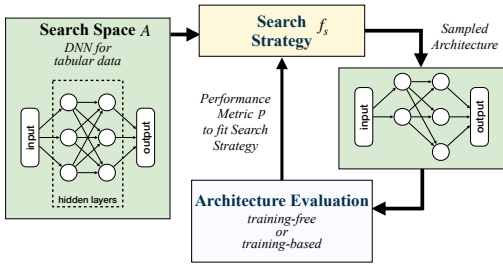 Search Space A
DNN for
tabular data
input
output
hidden layers
Search
Strategy f_s
Sampled
Architecture
input
output
Performance
Metric P
to fit Search
Strategy
Architecture Evaluation
training-free
or
training-based